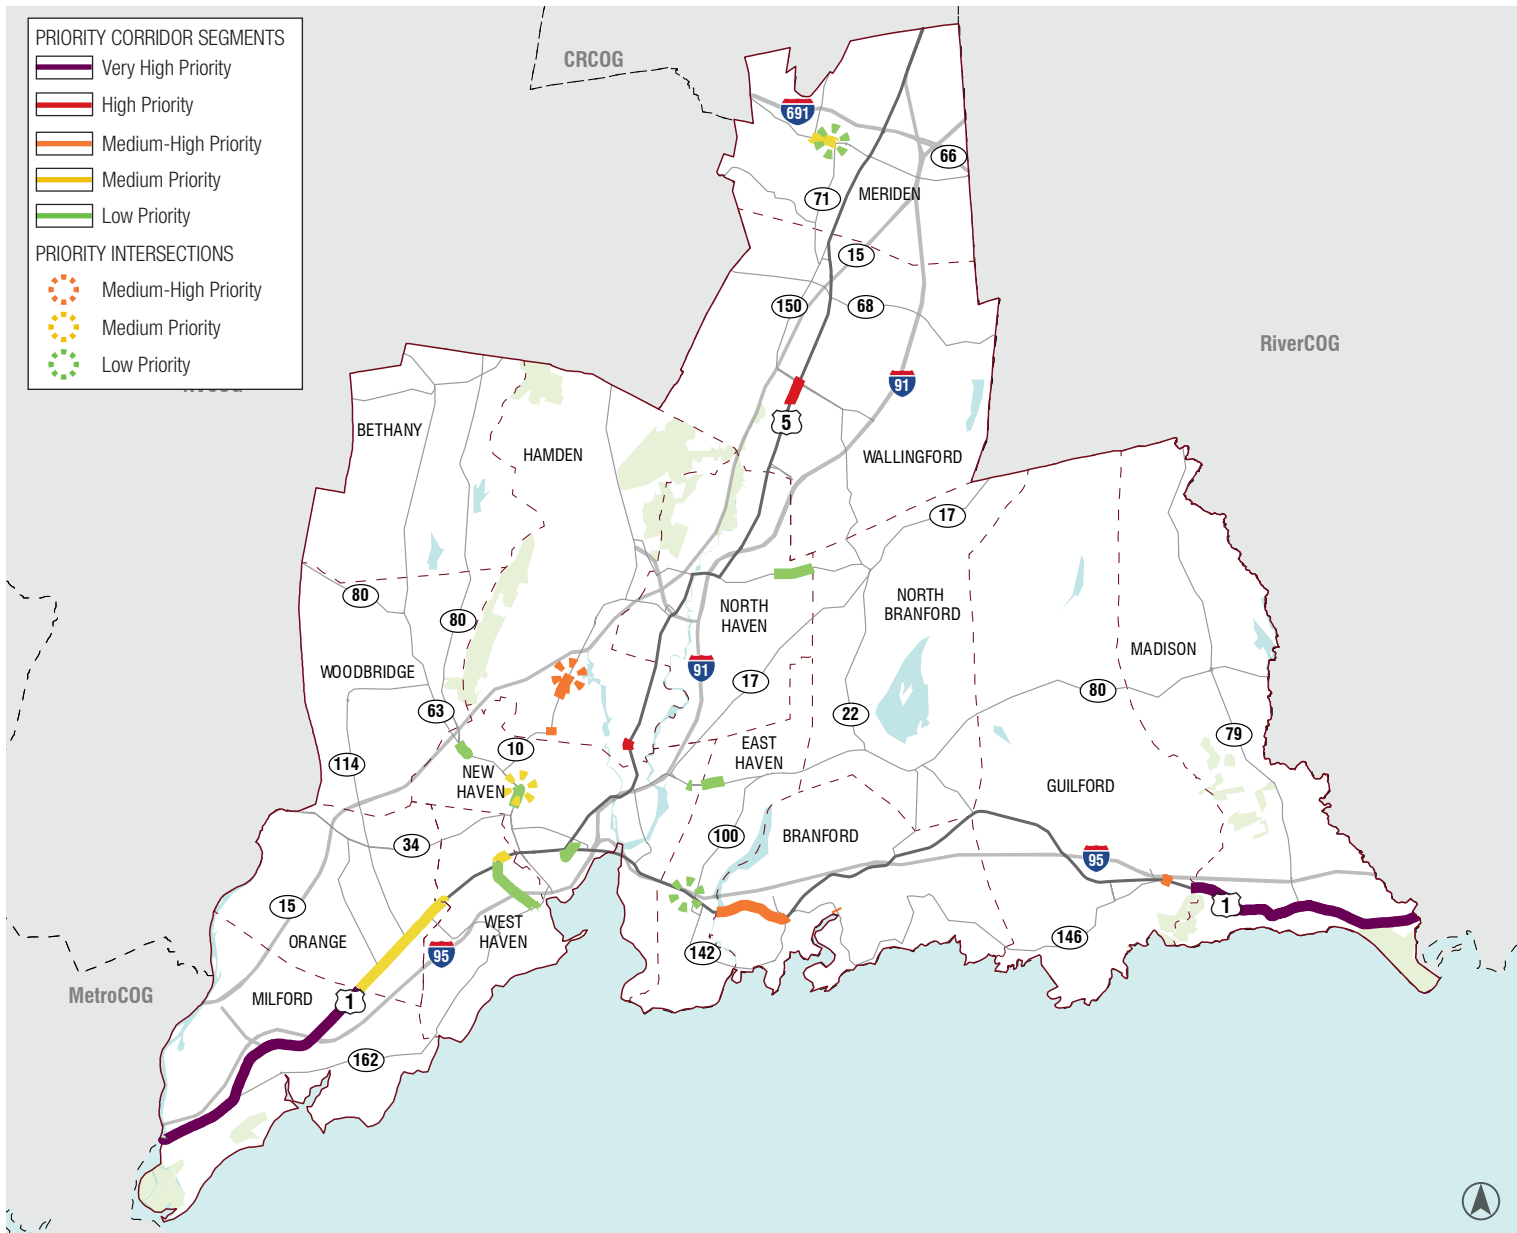 PRIORITY CORRIDOR SEGMENTS
Very High Priority
High Priority
Medium-High Priority
Medium Priority
Low Priority
PRIORITY INTERSECTIONS
Medium-High Priority
Medium Priority
Low Priority
CRCOG
691
66
71
MERIDEN
15
150
68
RiverCOG
91
5
BETHANY
HAMDEN
WALLINGFORD
17
80
80
NORTH
HAVEN
NORTH
BRANFORD
MADISON
WOODBRIDGE
91
17
80
63
22
10
79
EAST
HAVEN
114
NEW
HAVEN
GUILFORD
100
BRANFORD
34
95
15
1
WEST
HAVEN
ORANGE
146
95
142
MetroCOG
MILFORD
1
162